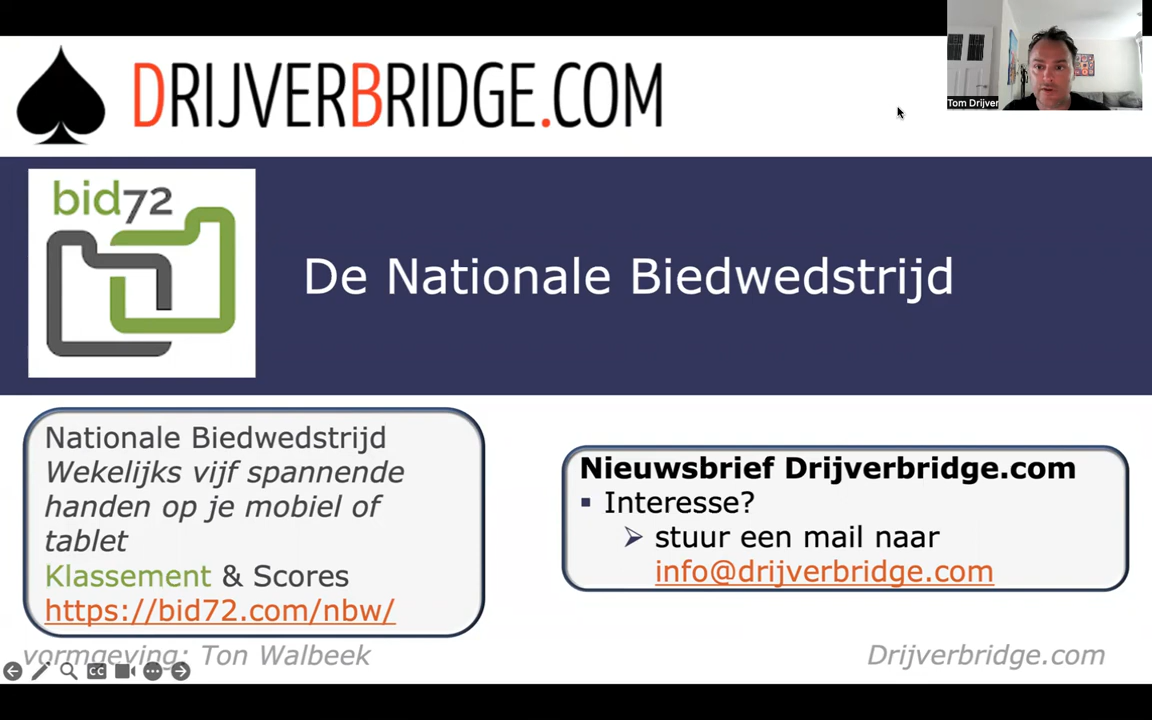 DRIJVERBRIDGE.COM
Tom Drijver
bid72
De Nationale Biedwedstrijd
Nationale Biedwedstrijd
Wekelijks vijf spannende
handen op je mobiel of
tablet
Klassement & Scores
https://bid72.com/nbw/
Nieuwsbrief Drijverbridge.com
Interesse?
stuur een mail naar
info@drijverbridge.com
vormgeving: Ton Walbeek
CC
Drijverbridge.com